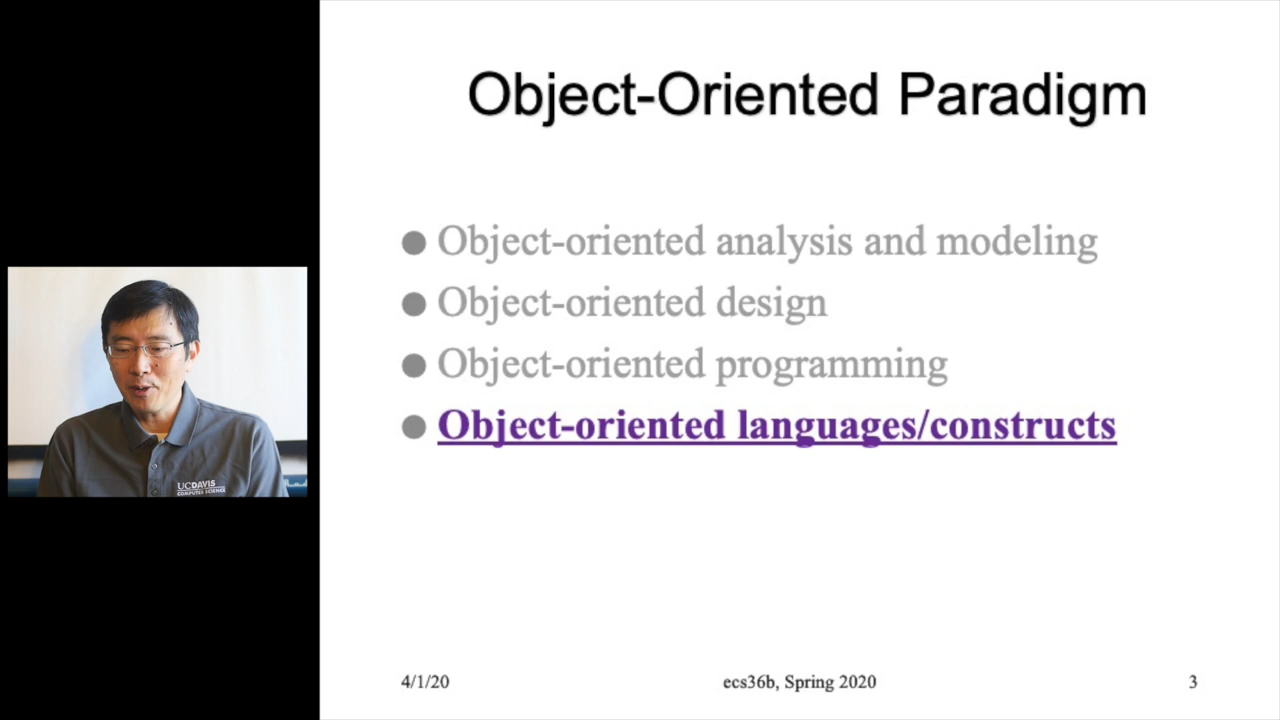 Object-Oriented Paradigm
● Object-oriented analysis and modeling
● Object-oriented design
● Object-oriented programming
● Object-oriented languages/constructs
UCDAVIS
COMPUTER SCIENCE
4/1/20
ecs36b, Spring 2020
3